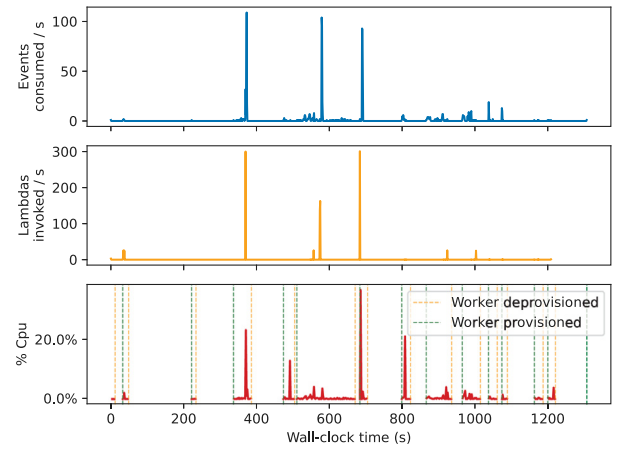 Events
consumed / s
100
50
0
Lambdas
invoked / s
300
200
100
0
% Cpu
20.0%
0.0%
Worker deprovisioned
Worker provisioned
0 200 400 600 800 1000 1200
Wall-clock time (s)